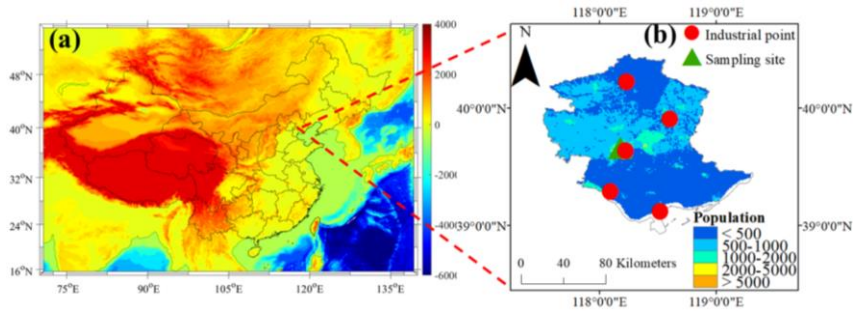 (a)
48°N
40°N
32°N
24°N
16°N
75°E
90°E
105°E
120°E
135°E
4000
2000
0
-2000
-4000
-6000
(b)
118°0'0"E
119°0'0"E
N
Industrial point
Sampling site
40°0'0"N
40°0'0"N
39°0'0"N
39°0'0"N
Population
< 500
500-1000
1000-2000
2000-5000
> 5000
0 40 80 Kilometers
118°0'0"E
119°0'0"E